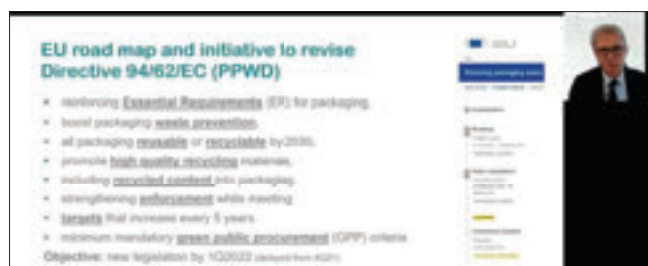 EU road map and initiative to revise
Directive 94/62/EC (PPWD)
• reinforcing Essential Requirements (ER) for packaging,
• boost packaging waste prevention,
• all packaging reusable or recyclable by 2030,
• promote high quality recycling materials,
• including recycled content into packaging,
• strengthening enforcement while meeting
• targets that increase every 5 years
• minimum mandatory green public procurement (GPP) criteria
Objective: new legislation by 1Q2022 (delayed from 4Q21)